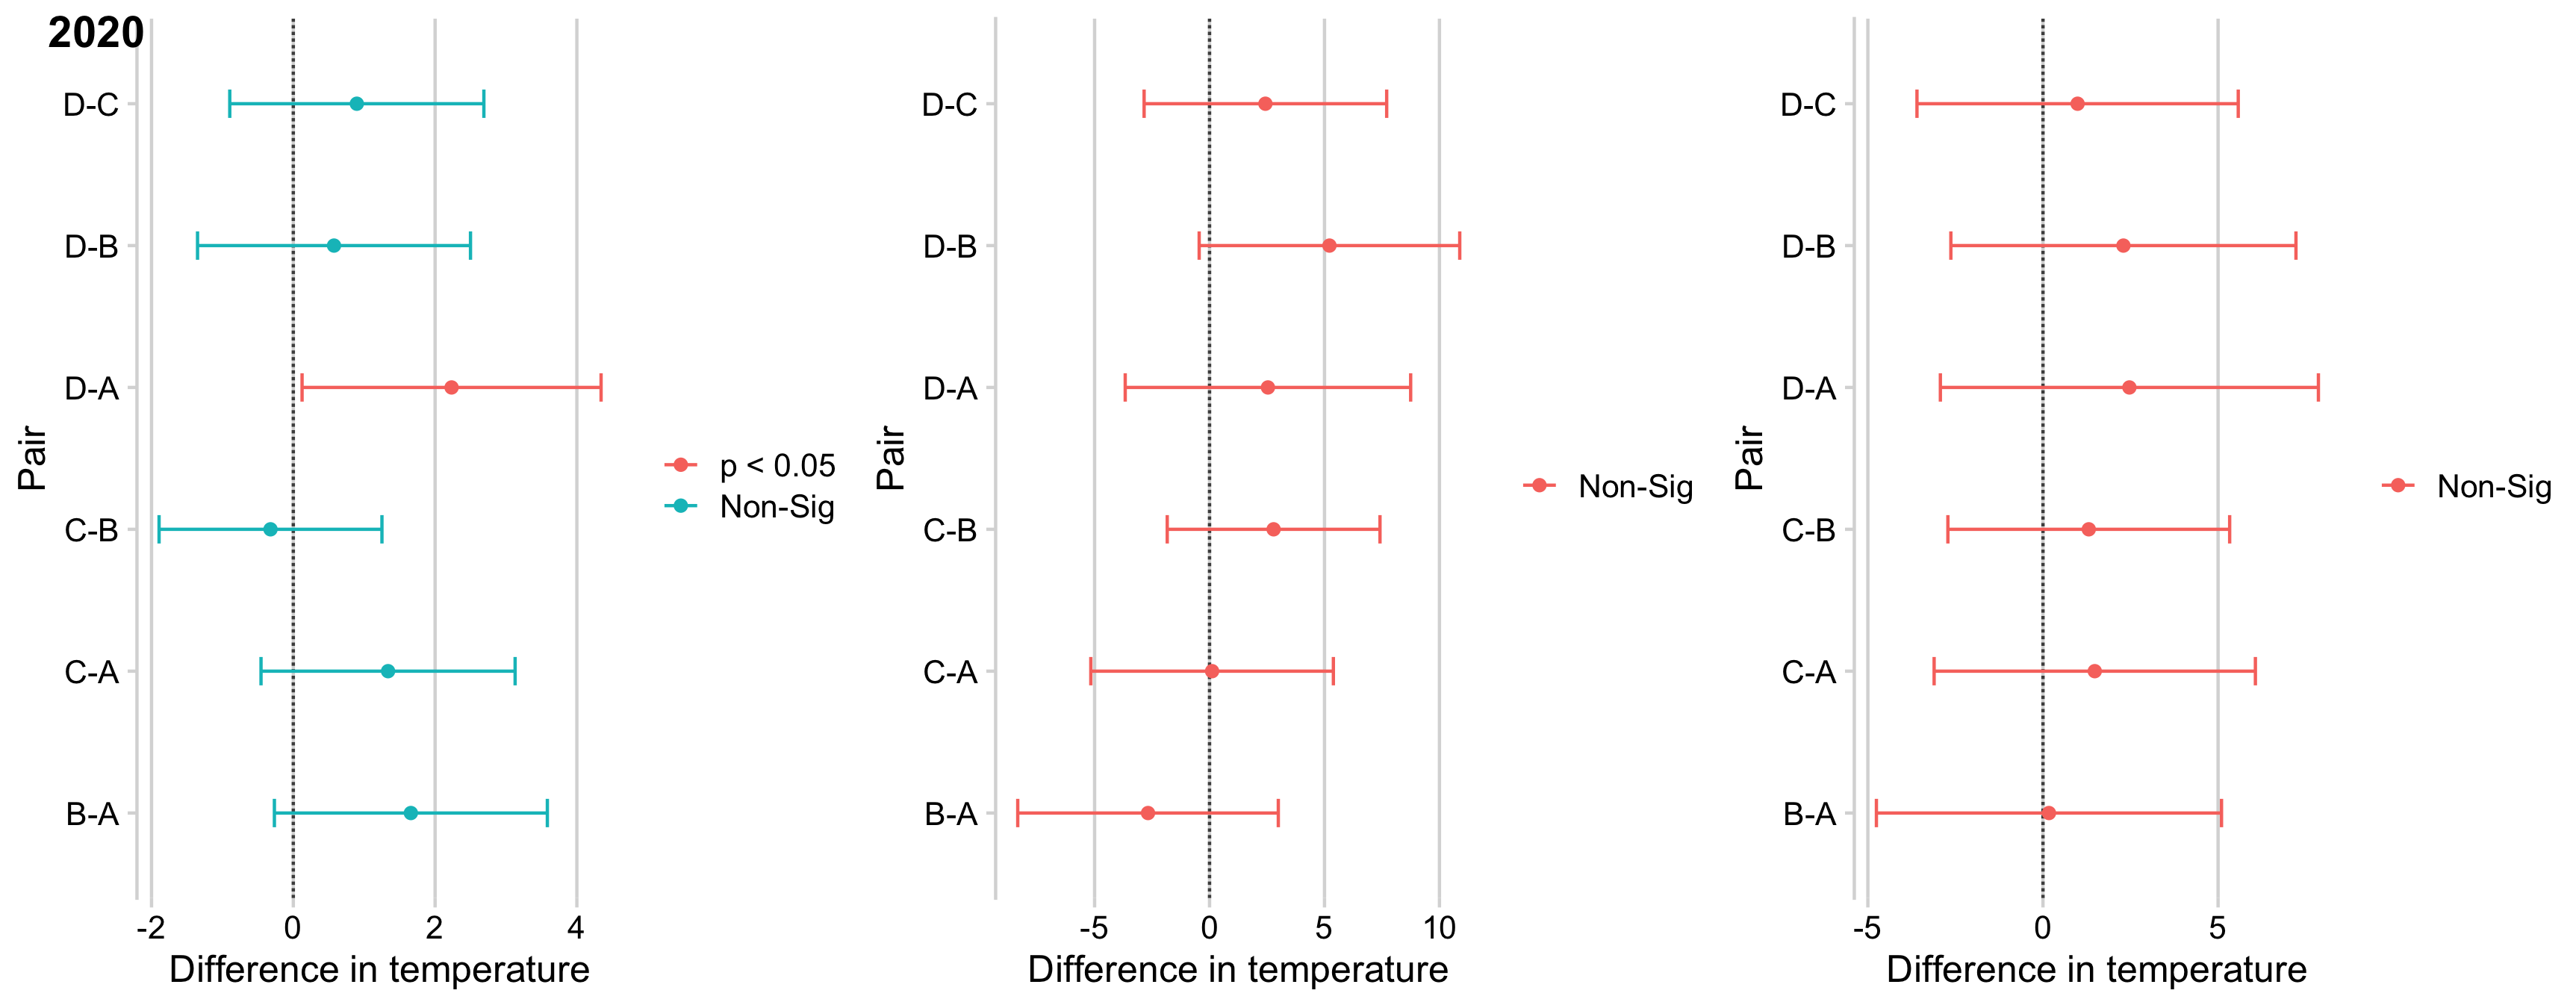 2020
D-C
D-B
D-A
C-B
C-A
B-A
Pair
-2 0 2 4
Difference in temperature
p < 0.05
Non-Sig
D-C
D-B
D-A
C-B
C-A
B-A
Pair
-5 0 5 10
Difference in temperature
Non-Sig
D-C
D-B
D-A
C-B
C-A
B-A
Pair
-5 0 5
Difference in temperature
Non-Sig